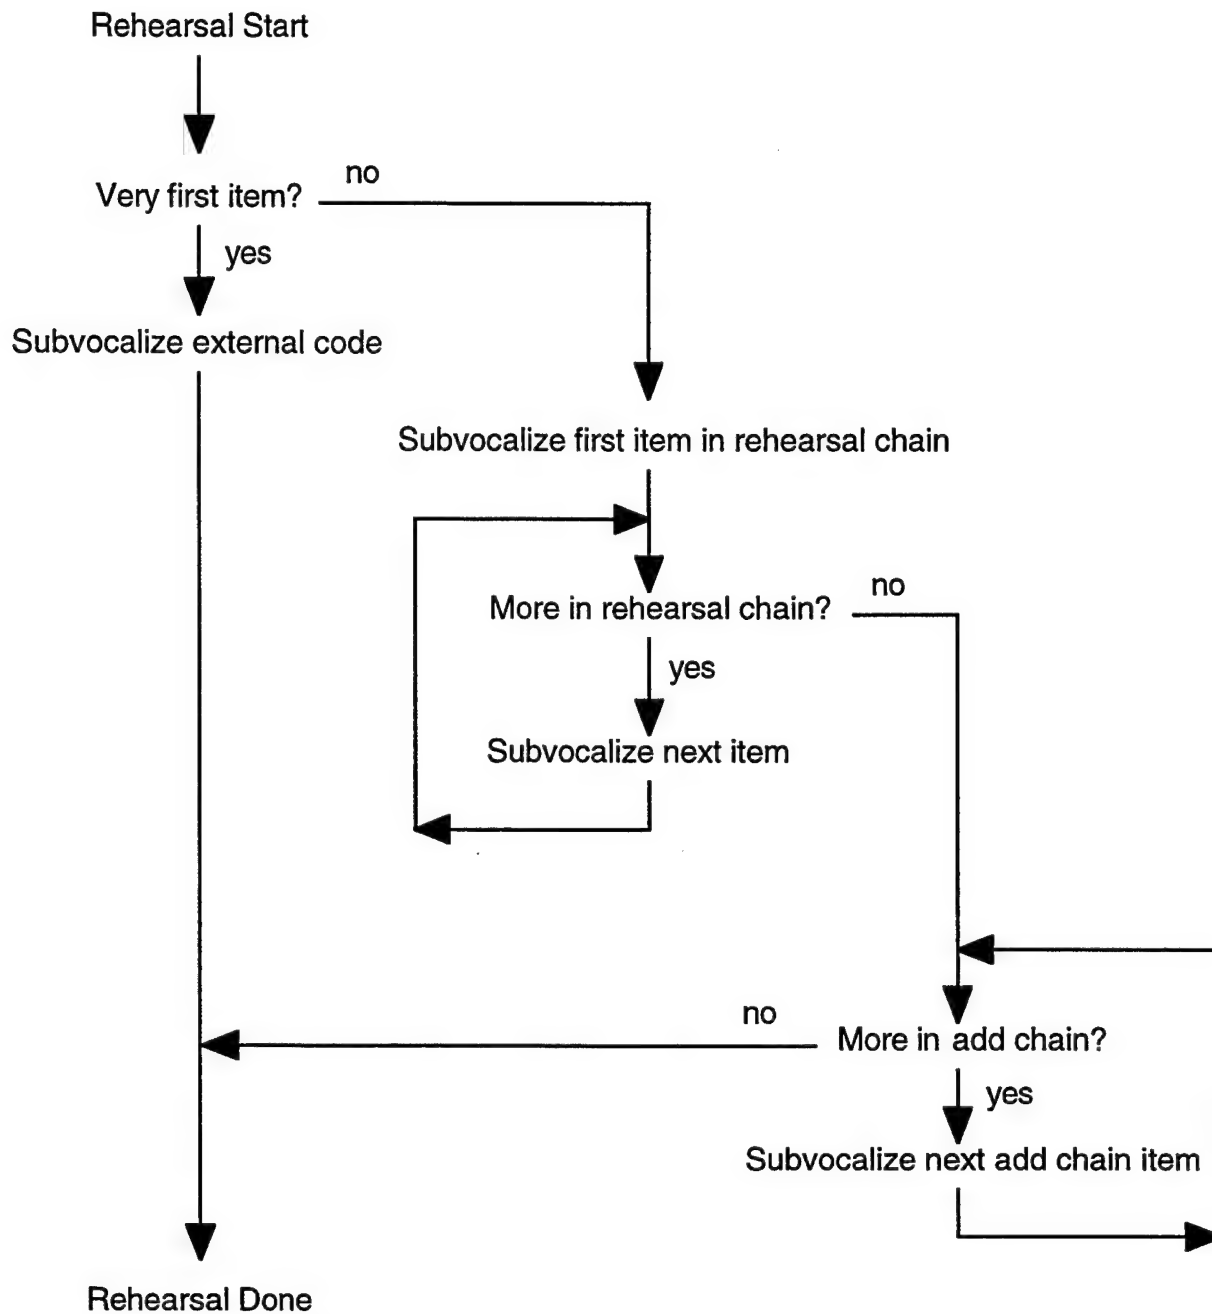 Rehearsal Start
no
Very first item?
yes
Subvocalize external code
Subvocalize first item in rehearsal chain
no
More in rehearsal chain?
yes
Subvocalize next item
no
More in add chain?
yes
Subvocalize next add chain item
Rehearsal Done